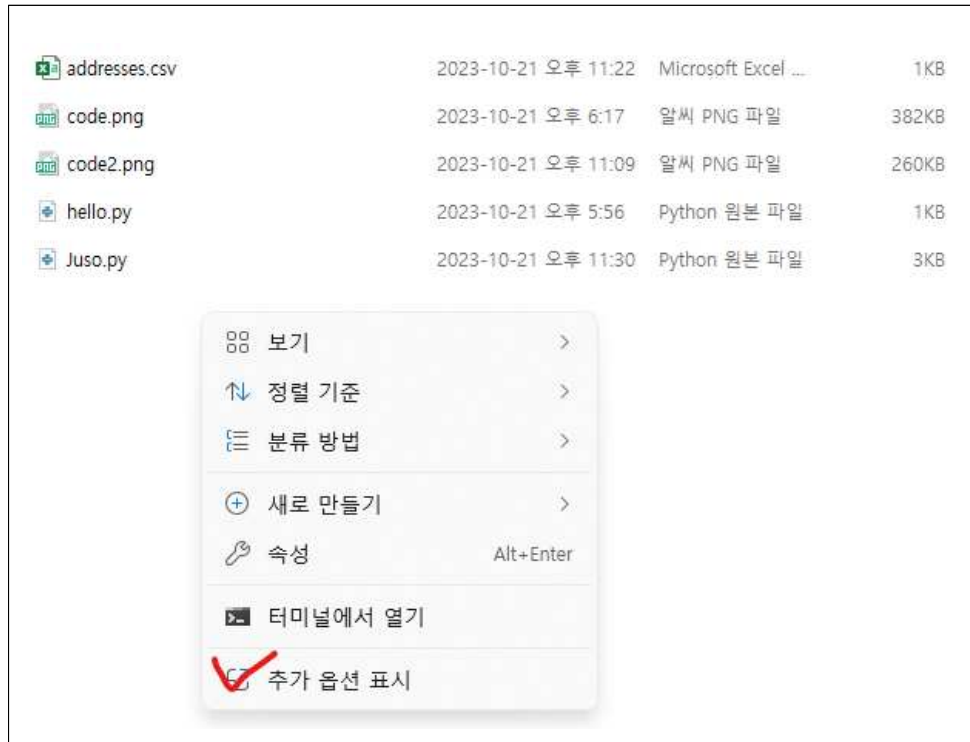 addresses.csv 2023-10-21 오후 11:22 Microsoft Excel ... 1KB
code.png 2023-10-21 오후 6:17 알씨 PNG 파일 382KB
code2.png 2023-10-21 오후 11:09 알씨 PNG 파일 260KB
hello.py 2023-10-21 오후 5:56 Python 원본 파일 1KB
Juso.py 2023-10-21 오후 11:30 Python 원본 파일 3KB
보기
정렬 기준
분류 방법
새로 만들기
속성 Alt+Enter
터미널에서 열기
추가 옵션 표시